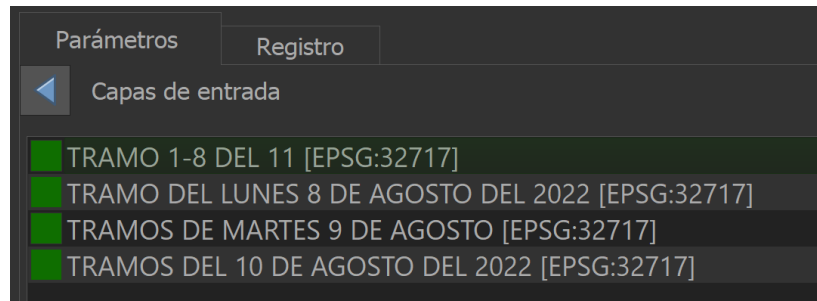 Parámetros Registro
Capas de entrada
TRAMO 1-8 DEL 11 [EPSG:32717]
TRAMO DEL LUNES 8 DE AGOSTO DEL 2022 [EPSG:32717]
TRAMOS DE MARTES 9 DE AGOSTO [EPSG:32717]
TRAMOS DEL 10 DE AGOSTO DEL 2022 [EPSG:32717]